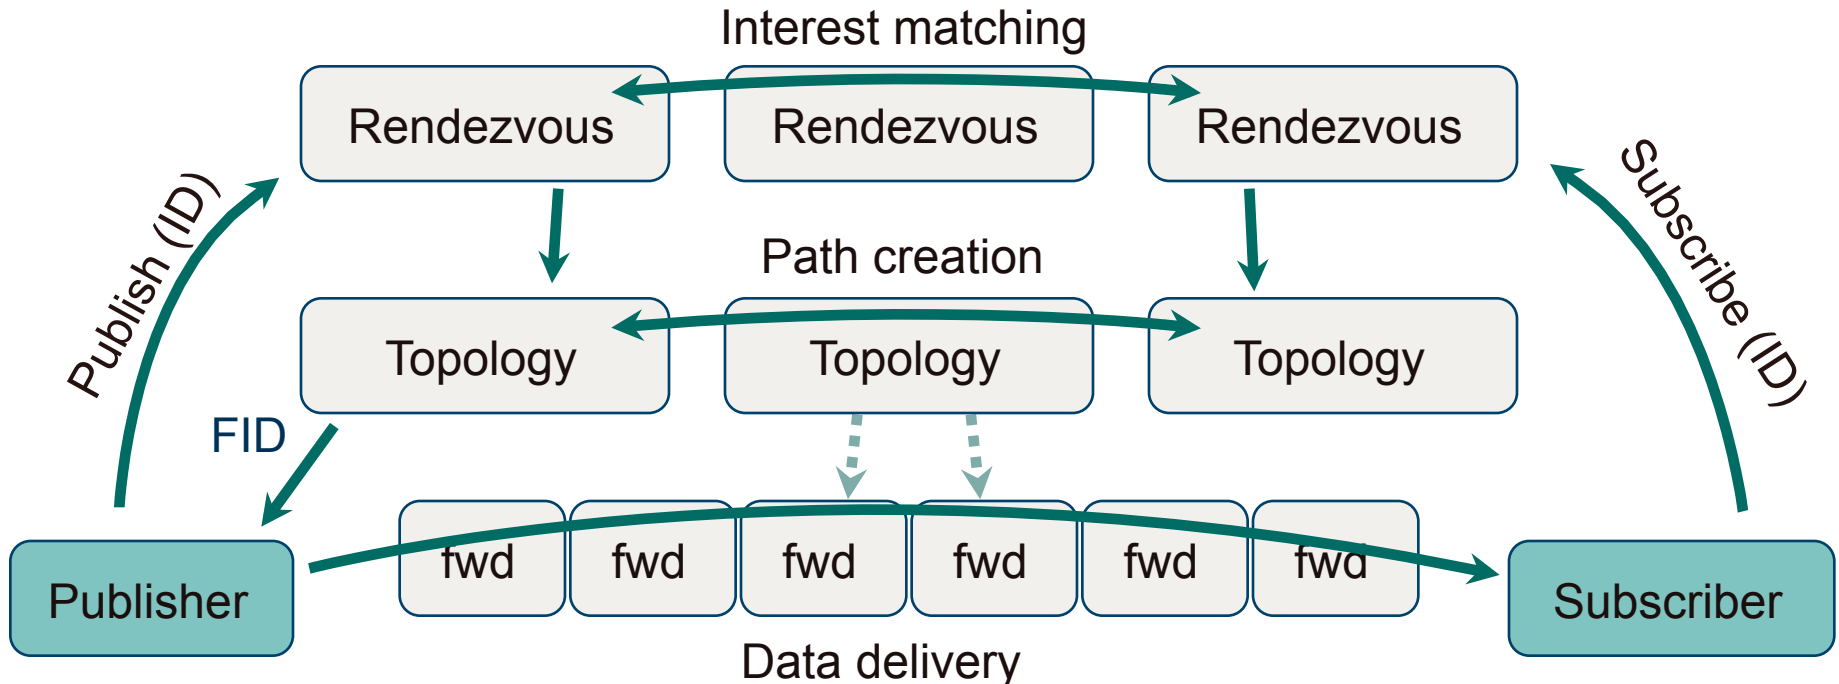 Interest matching
Rendezvous
Rendezvous
Rendezvous
Publish (ID)
Subscribe (ID)
Path creation
Topology
Topology
Topology
FID
fwd
fwd
fwd
fwd
fwd
fwd
Publisher
Subscriber
Data delivery